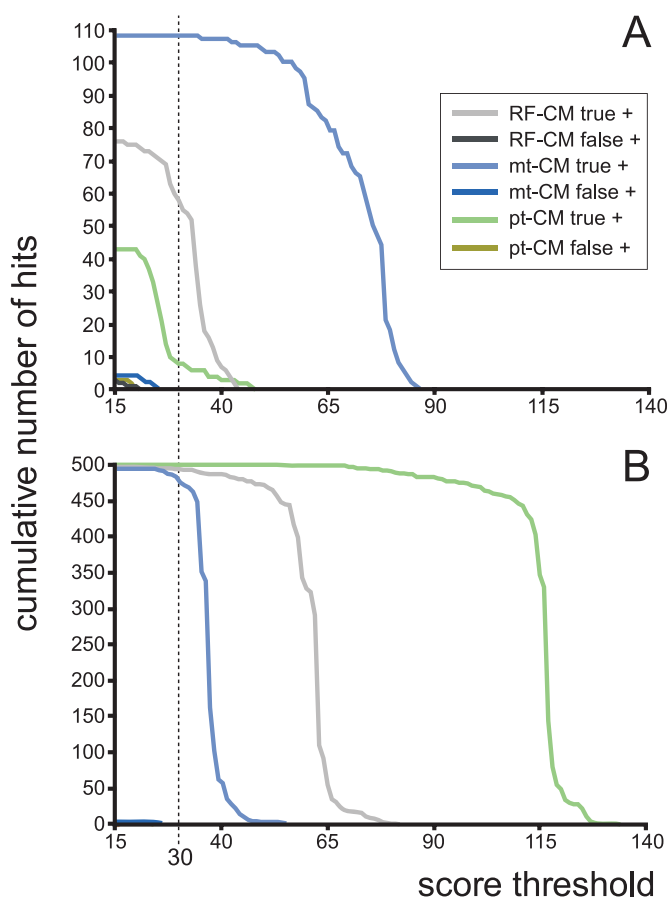 A
110
100
90
80
70
60
50
40
30
20
10
0
RF-CM true +
RF-CM false +
mt-CM true +
mt-CM false +
pt-CM true +
pt-CM false +
15 40 65 90 115 140
cumulative number of hits
B
500
450
400
350
300
250
200
150
100
50
0
15 30 40 65 90 115 140
score threshold